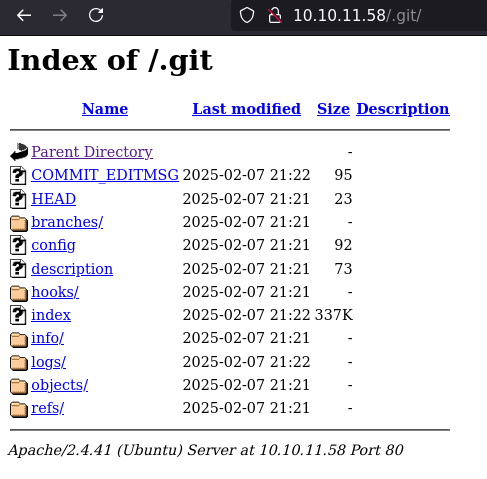 10.10.11.58/.git/
Index of /.git
Name Last modified Size Description
Parent Directory -
COMMIT_EDITMSG 2025-02-07 21:22 95
HEAD 2025-02-07 21:21 23
branches/ 2025-02-07 21:21 -
config 2025-02-07 21:21 92
description 2025-02-07 21:21 73
hooks/ 2025-02-07 21:21 -
index 2025-02-07 21:22 337K
info/ 2025-02-07 21:21 -
logs/ 2025-02-07 21:22 -
objects/ 2025-02-07 21:21 -
refs/ 2025-02-07 21:21 -
Apache/2.4.41 (Ubuntu) Server at 10.10.11.58 Port 80